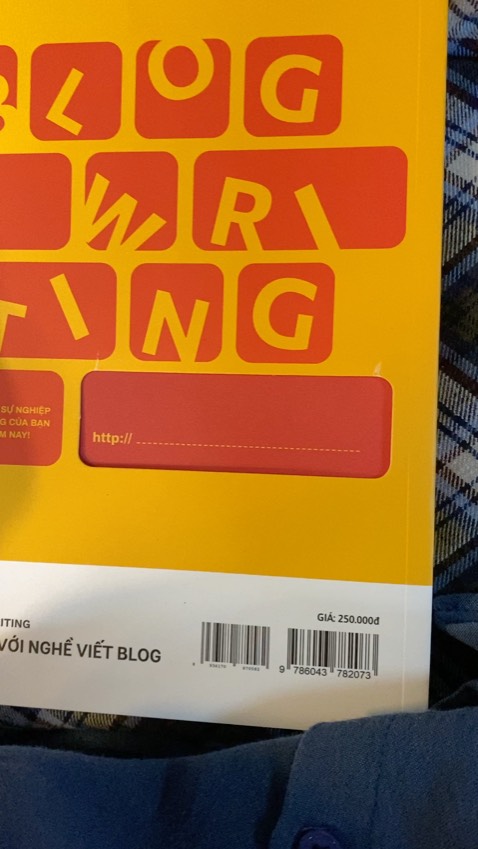 BLOG
WRI
TING
SỰ NGHIỆP
G CỦA BẠN
M NAY!
http://
ITING
VỚI NGHỀ VIẾT BLOG
GIÁ: 250.000đ
9 786043 782073